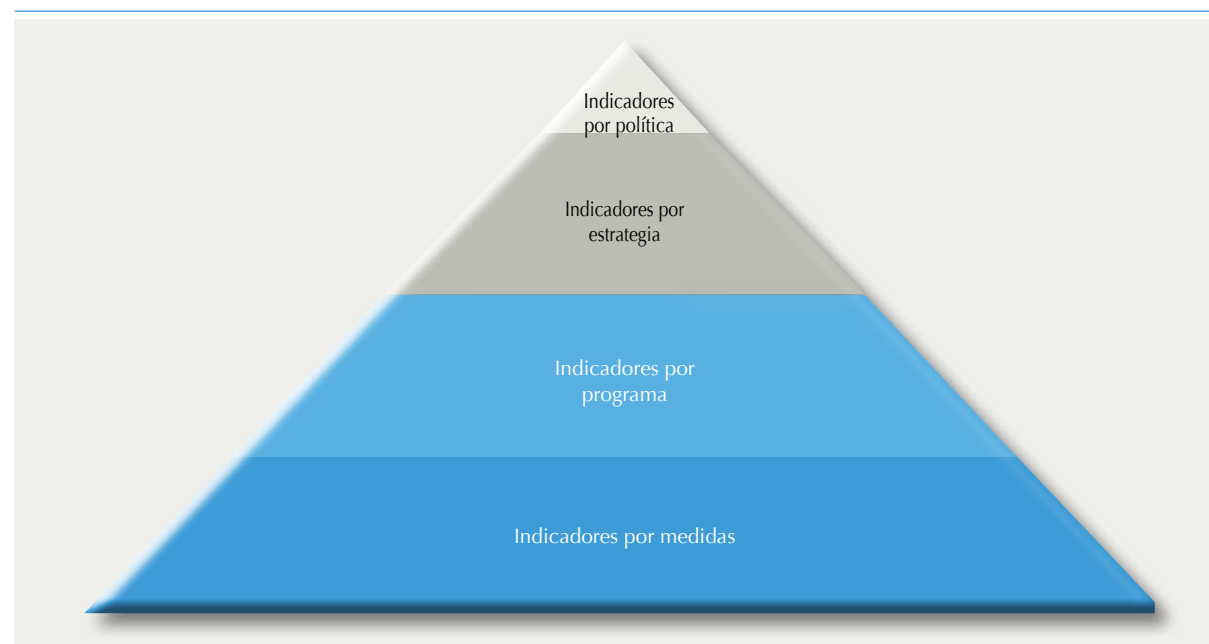 Indicadores
por política
Indicadores por
estrategia
Indicadores por
programa
Indicadores por medidas